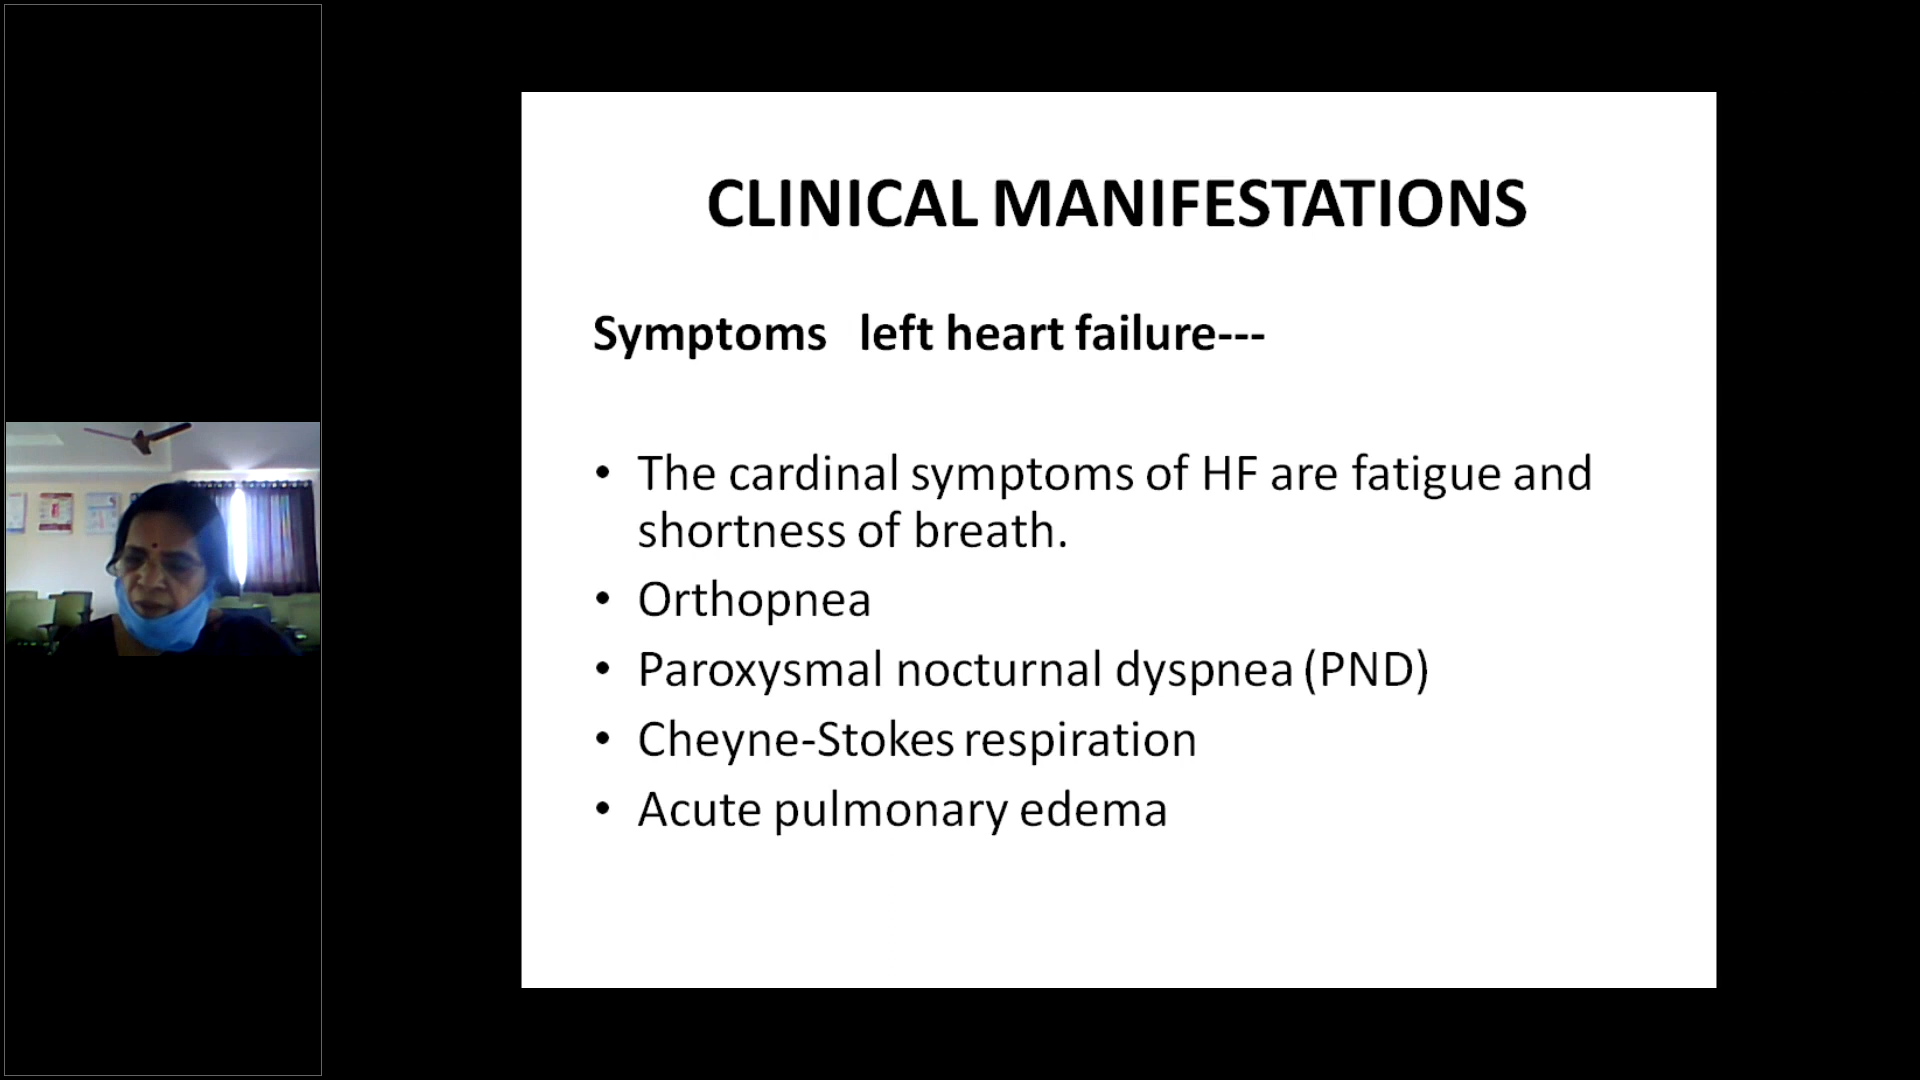 CLINICAL MANIFESTATIONS
Symptoms left heart failure---
• The cardinal symptoms of HF are fatigue and
shortness of breath.
• Orthopnea
• Paroxysmal nocturnal dyspnea (PND)
• Cheyne-Stokes respiration
• Acute pulmonary edema